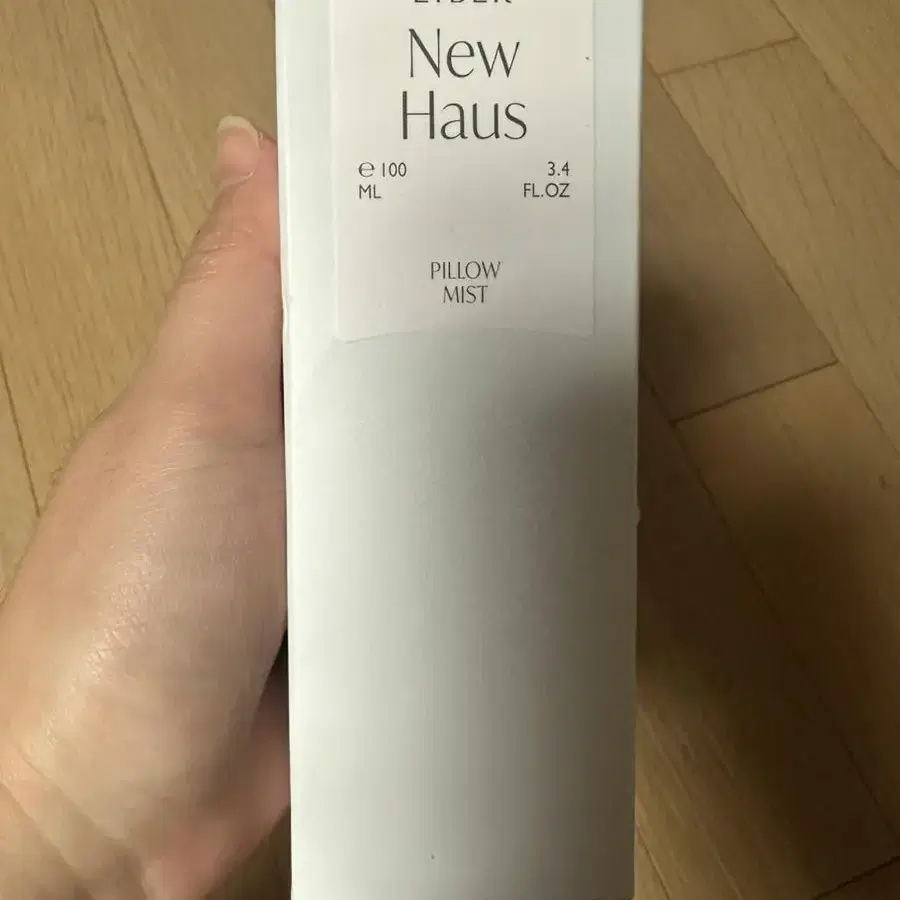 New
Haus
℮ 100 3.4
ML FL.OZ
PILLOW
MIST